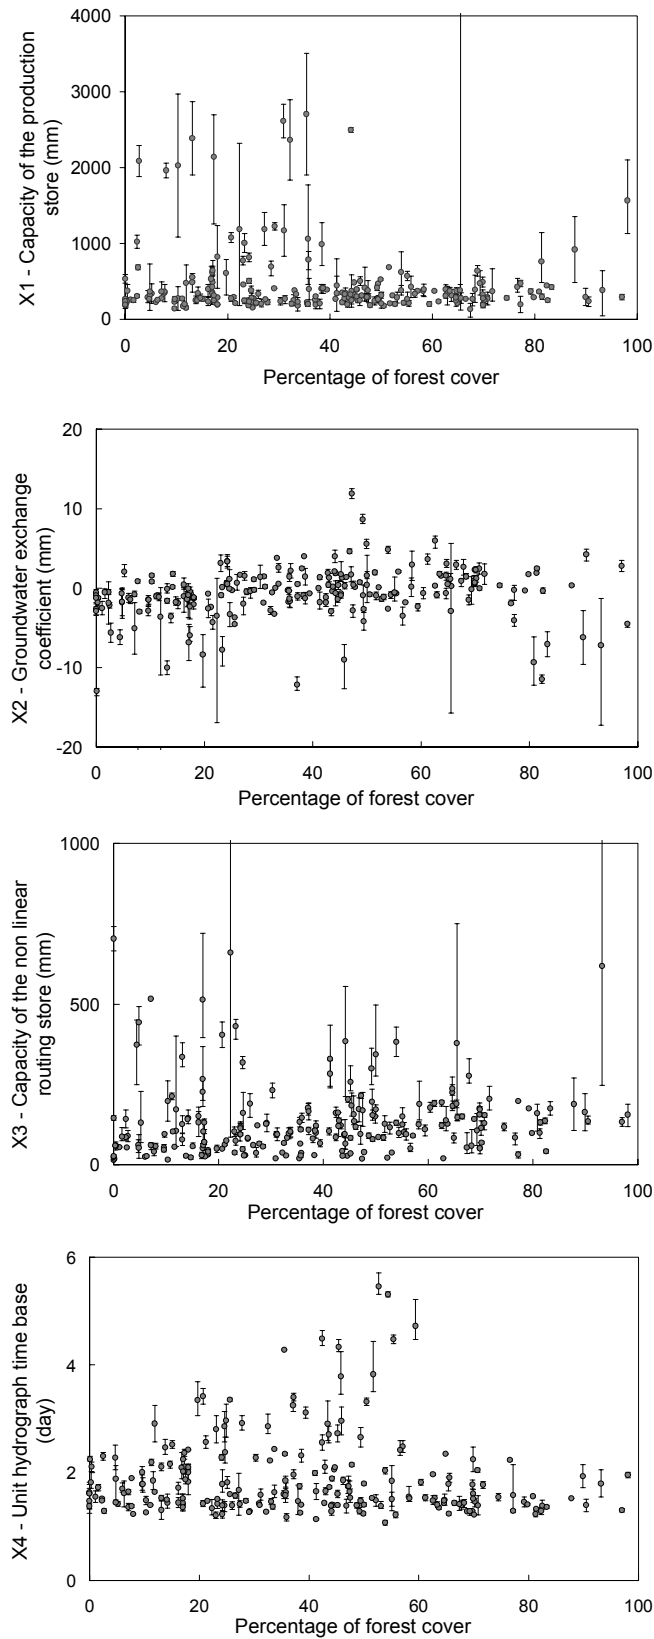 4000
3000
2000
1000
0
X1 - Capacity of the production
store (mm)
0 20 40 60 80 100
Percentage of forest cover
20
10
0
-10
-20
X2 - Groundwater exchange
coefficient (mm)
0 20 40 60 80 100
Percentage of forest cover
1000
500
0
X3 - Capacity of the non linear
routing store (mm)
0 20 40 60 80 100
Percentage of forest cover
6
4
2
0
X4 - Unit hydrograph time base
(day)
0 20 40 60 80 100
Percentage of forest cover